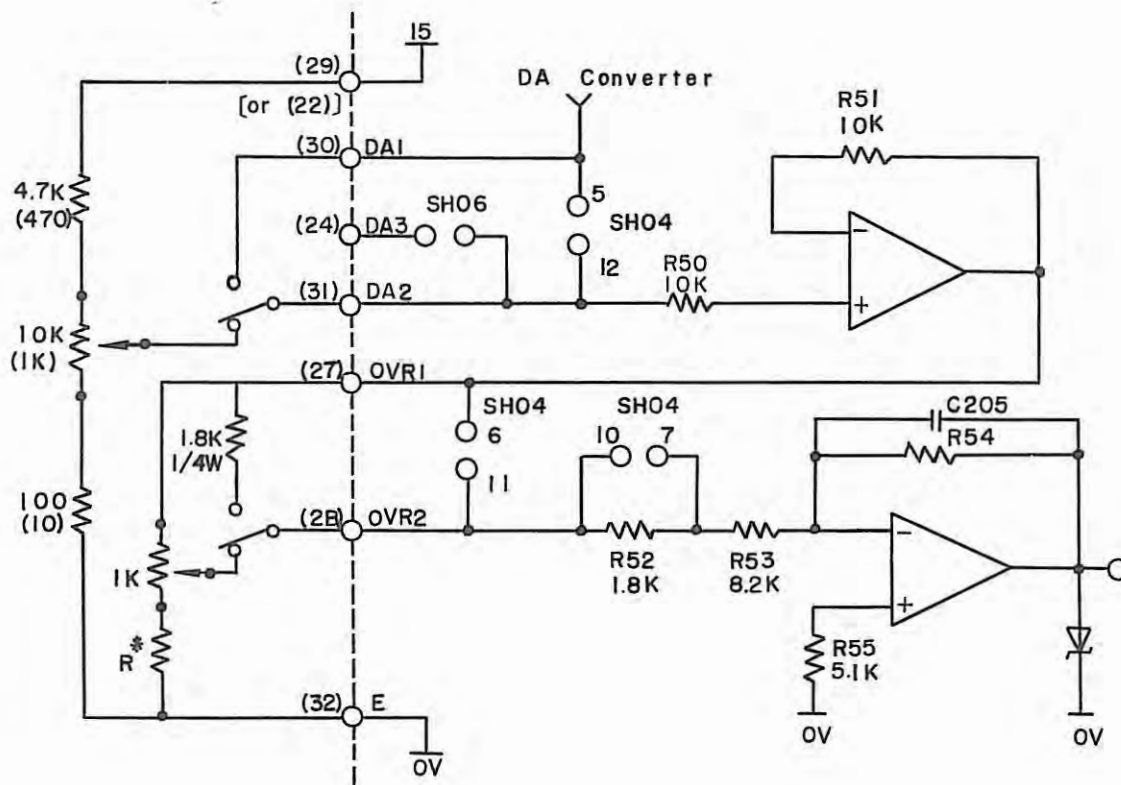 15
(29)
[or (22)]
DA Converter
R51
10K
(30) DA1
4.7K
(470)
5
SH06
SH04
(24) DA3
12
R50
10K
(31) DA2
10K
(1K)
(27) OVR1
SH04
SH04
C205
6
10 7
R54
1.8K
1/4W
11
100
(10)
(2B) OVR2
R52
1.8K
R53
8.2K
1K
R*
R55
5.1K
(32) E
0V
0V
0V
−
+
−
+